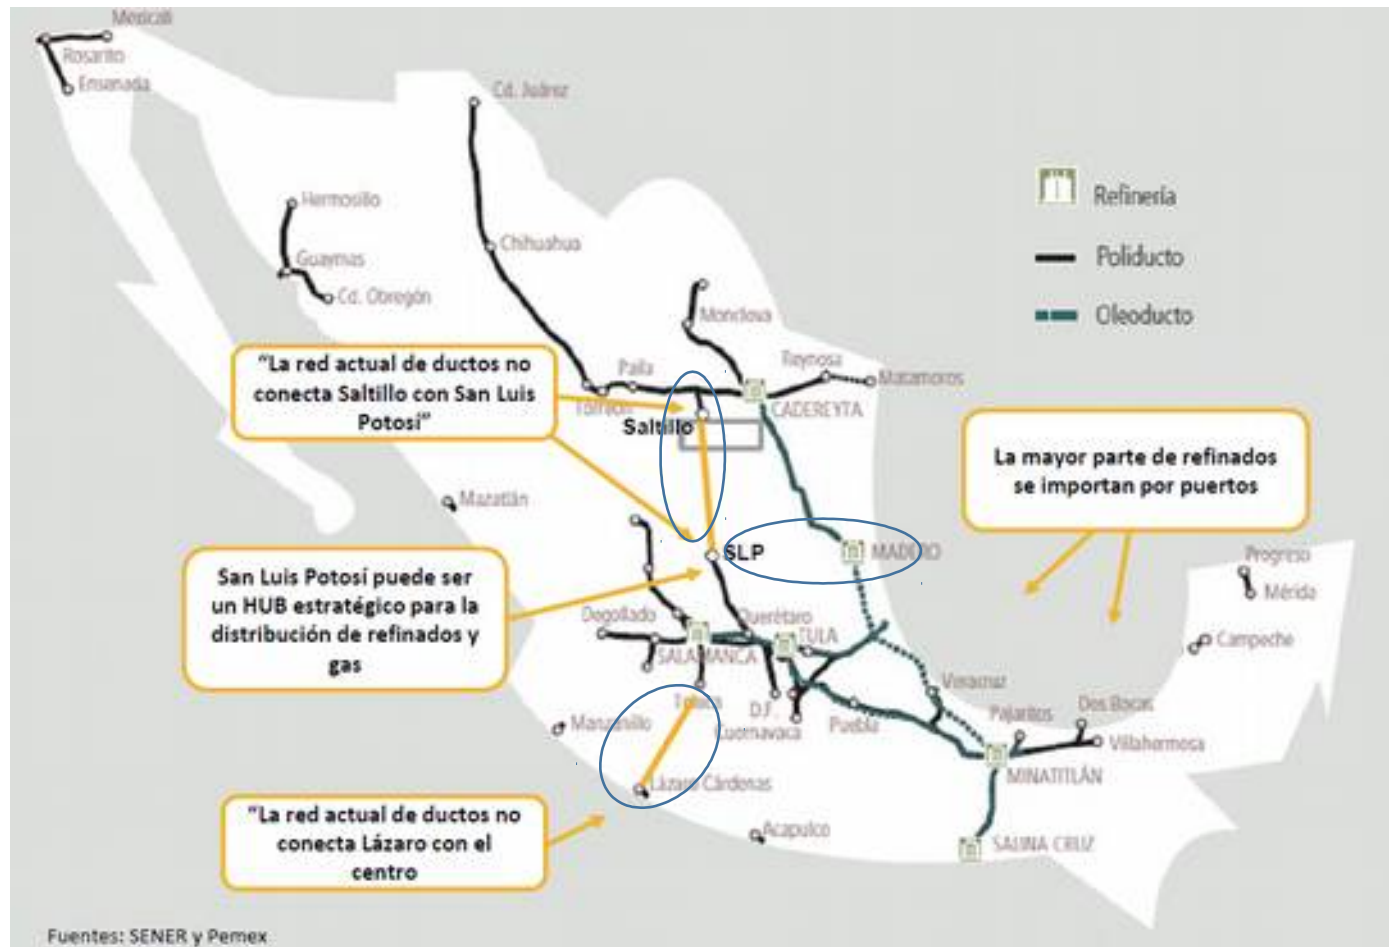 Mexicali
Rosarito
Ensenada
Cd. Juárez
Hermosillo
Guaymas
Cd. Obregón
Chihuahua
Monclova
Refinería
Poliducto
Oleoducto
“La red actual de ductos no
conecta Saltillo con San Luis
Potosí”
Paila
Reynosa
Matamoros
Torreón
CADEREYTA
Saltillo
La mayor parte de refinados
se importan por puertos
Mazatlán
SLP
MADERO
San Luis Potosí puede ser
un HUB estratégico para la
distribución de refinados y
gas
Progreso
Mérida
Campeche
Degollado
Querétaro
TULA
SALAMANCA
Toluca
D.F.
Cuernavaca
Puebla
Veracruz
Pajaritos
Dos Bocas
Villahermosa
MINATITLÁN
Manzanillo
Lázaro Cárdenas
“La red actual de ductos no
conecta Lázaro con el
centro
Acapulco
SALINA CRUZ
Fuentes: SENER y Pemex